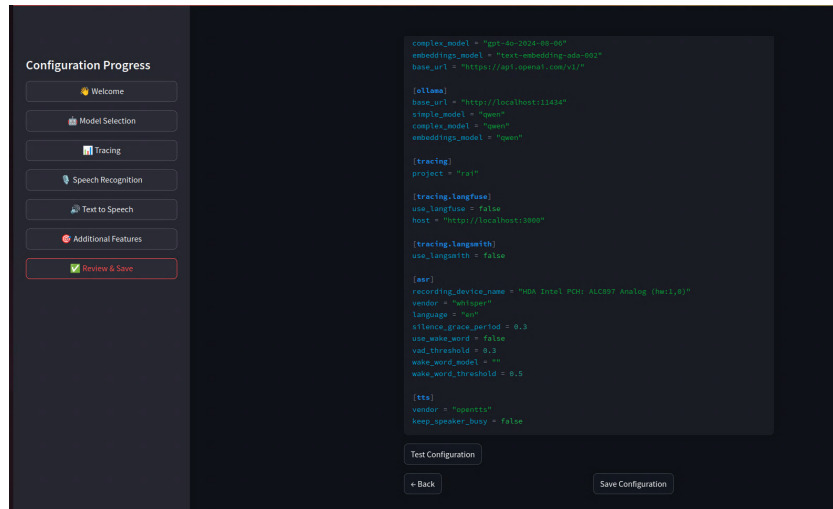 Configuration Progress
👋 Welcome
🤖 Model Selection
📊 Tracing
🎙️ Speech Recognition
🔊 Text to Speech
🎯 Additional Features
✅ Review & Save
complex_model = "gpt-4o-2024-08-06"
embeddings_model = "text-embedding-ada-002"
base_url = "https://api.openai.com/v1/"
[ollama]
base_url = "http://localhost:11434"
simple_model = "qwen"
complex_model = "qwen"
embeddings_model = "qwen"
[tracing]
project = "rai"
[tracing.langfuse]
use_langfuse = false
host = "http://localhost:3000"
[tracing.langsmith]
use_langsmith = false
[asr]
recording_device_name = "HDA Intel PCH: ALC897 Analog (hw:1,0)"
vendor = "whisper"
language = "en"
silence_grace_period = 0.3
use_wake_word = false
vad_threshold = 0.3
wake_word_model = ""
wake_word_threshold = 0.5
[tts]
vendor = "opentts"
keep_speaker_busy = false
Test Configuration
← Back
Save Configuration